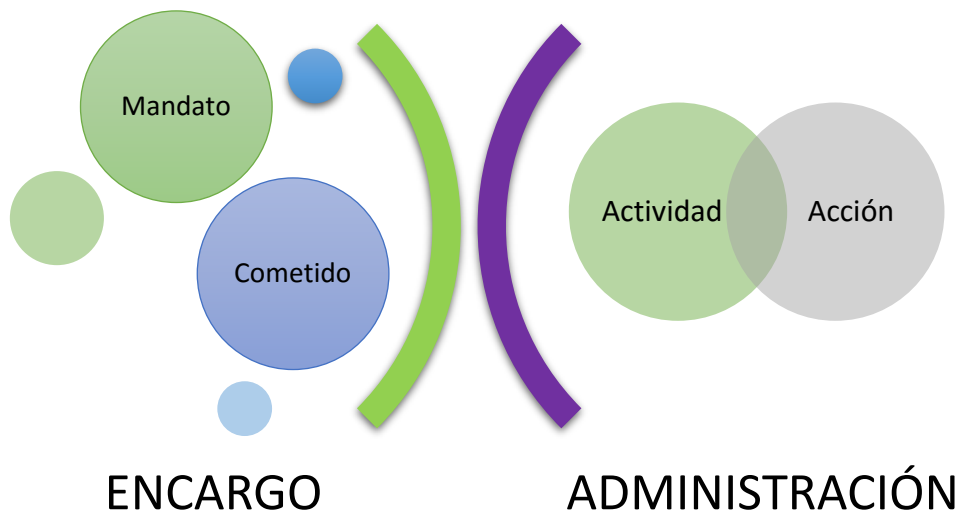 Mandato
Cometido
Actividad
Acción
ENCARGO
ADMINISTRACIÓN